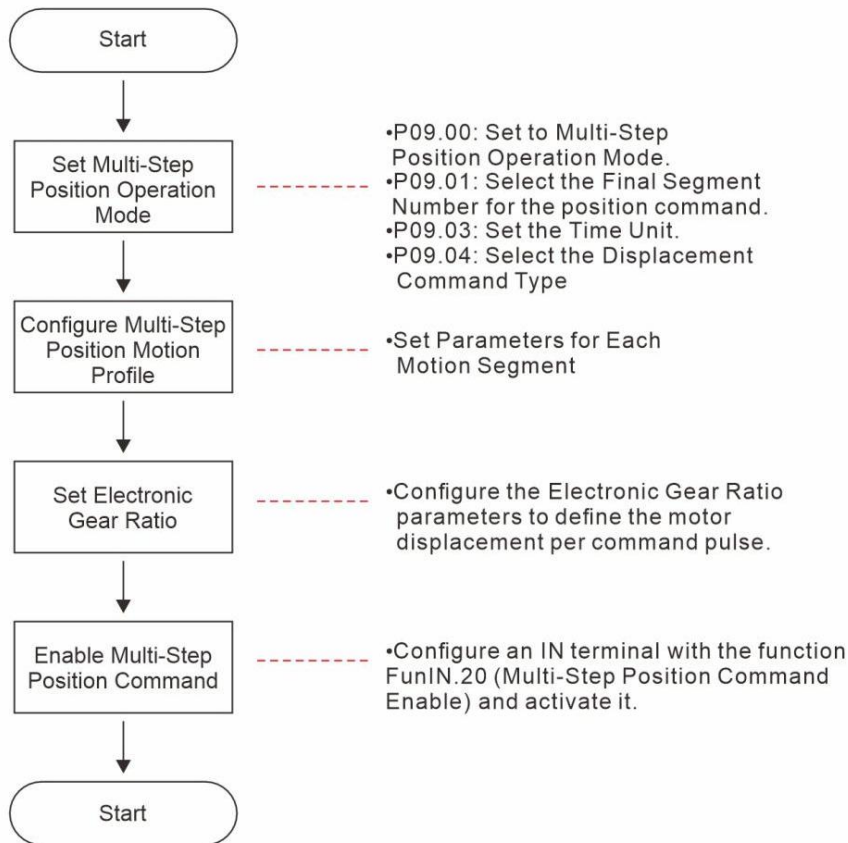 Start
Set Multi-Step
Position Operation
Mode
•P09.00: Set to Multi-Step
Position Operation Mode.
•P09.01: Select the Final Segment
Number for the position command.
•P09.03: Set the Time Unit.
•P09.04: Select the Displacement
Command Type
Configure Multi-Step
Position Motion
Profile
•Set Parameters for Each
Motion Segment
Set Electronic
Gear Ratio
•Configure the Electronic Gear Ratio
parameters to define the motor
displacement per command pulse.
Enable Multi-Step
Position Command
•Configure an IN terminal with the function
FunIN.20 (Multi-Step Position Command
Enable) and activate it.
Start